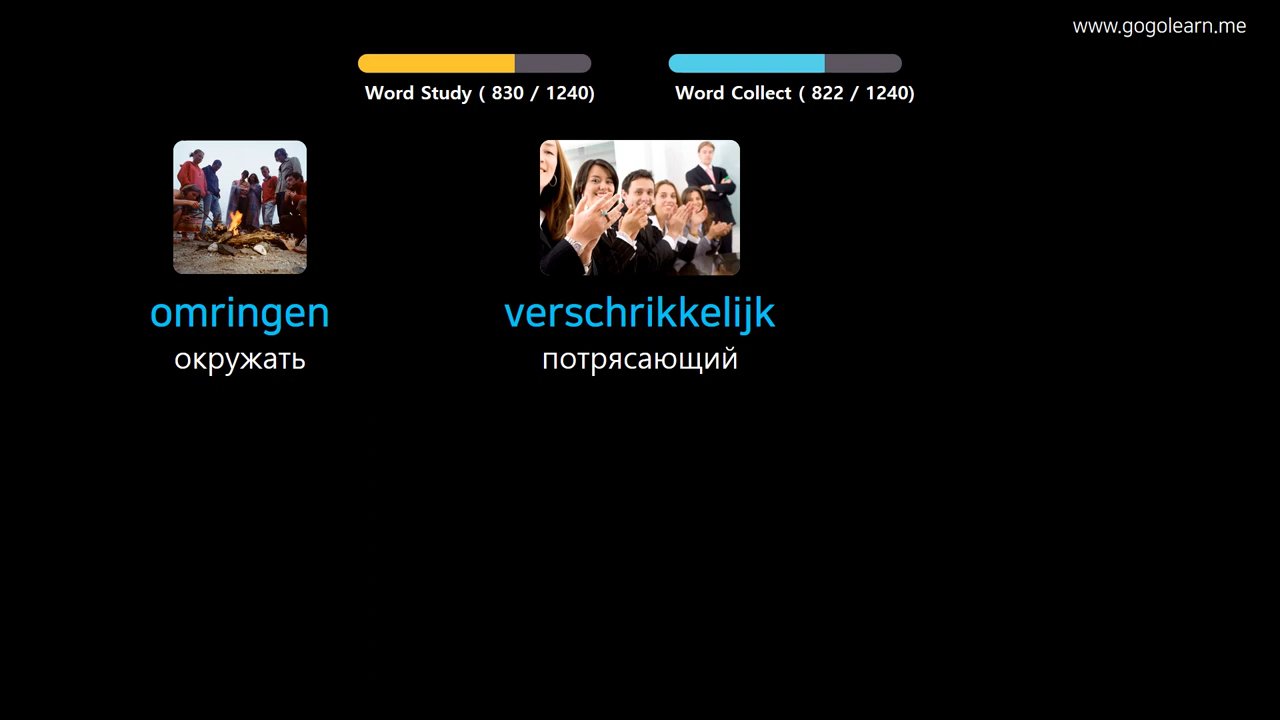 www.gogolearn.me
Word Study ( 830 / 1240)
Word Collect ( 822 / 1240)
omringen
окружать
verschrikkelijk
потрясающий